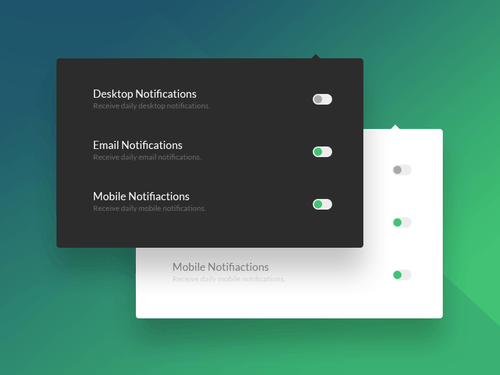 Desktop Notifications
Receive daily desktop notifications.
Email Notifications
Receive daily email notifications.
Mobile Notifiactions
Receive daily mobile notifications.
Mobile Notifiactions
Receive daily mobile notifications.